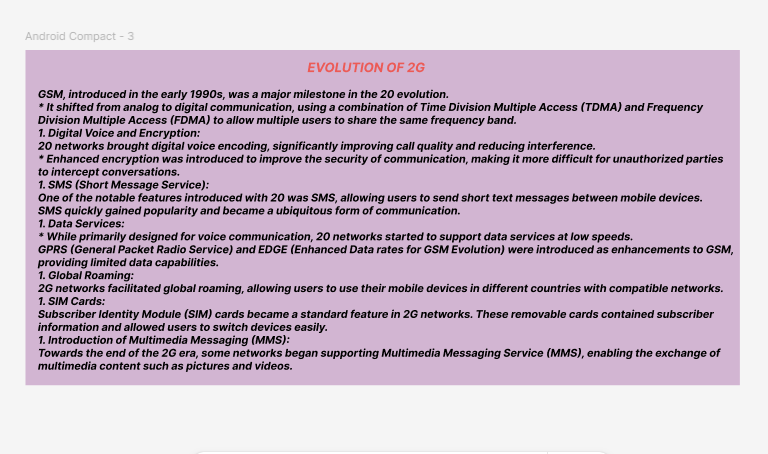 Android Compact - 3
EVOLUTION OF 2G
GSM, introduced in the early 1990s, was a major milestone in the 20 evolution.
* It shifted from analog to digital communication, using a combination of Time Division Multiple Access (TDMA) and Frequency
Division Multiple Access (FDMA) to allow multiple users to share the same frequency band.
1. Digital Voice and Encryption:
20 networks brought digital voice encoding, significantly improving call quality and reducing interference.
* Enhanced encryption was introduced to improve the security of communication, making it more difficult for unauthorized parties
to intercept conversations.
1. SMS (Short Message Service):
One of the notable features introduced with 20 was SMS, allowing users to send short text messages between mobile devices.
SMS quickly gained popularity and became a ubiquitous form of communication.
1. Data Services:
* While primarily designed for voice communication, 20 networks started to support data services at low speeds.
GPRS (General Packet Radio Service) and EDGE (Enhanced Data rates for GSM Evolution) were introduced as enhancements to GSM,
providing limited data capabilities.
1. Global Roaming:
2G networks facilitated global roaming, allowing users to use their mobile devices in different countries with compatible networks.
1. SIM Cards:
Subscriber Identity Module (SIM) cards became a standard feature in 2G networks. These removable cards contained subscriber
information and allowed users to switch devices easily.
1. Introduction of Multimedia Messaging (MMS):
Towards the end of the 2G era, some networks began supporting Multimedia Messaging Service (MMS), enabling the exchange of
multimedia content such as pictures and videos.